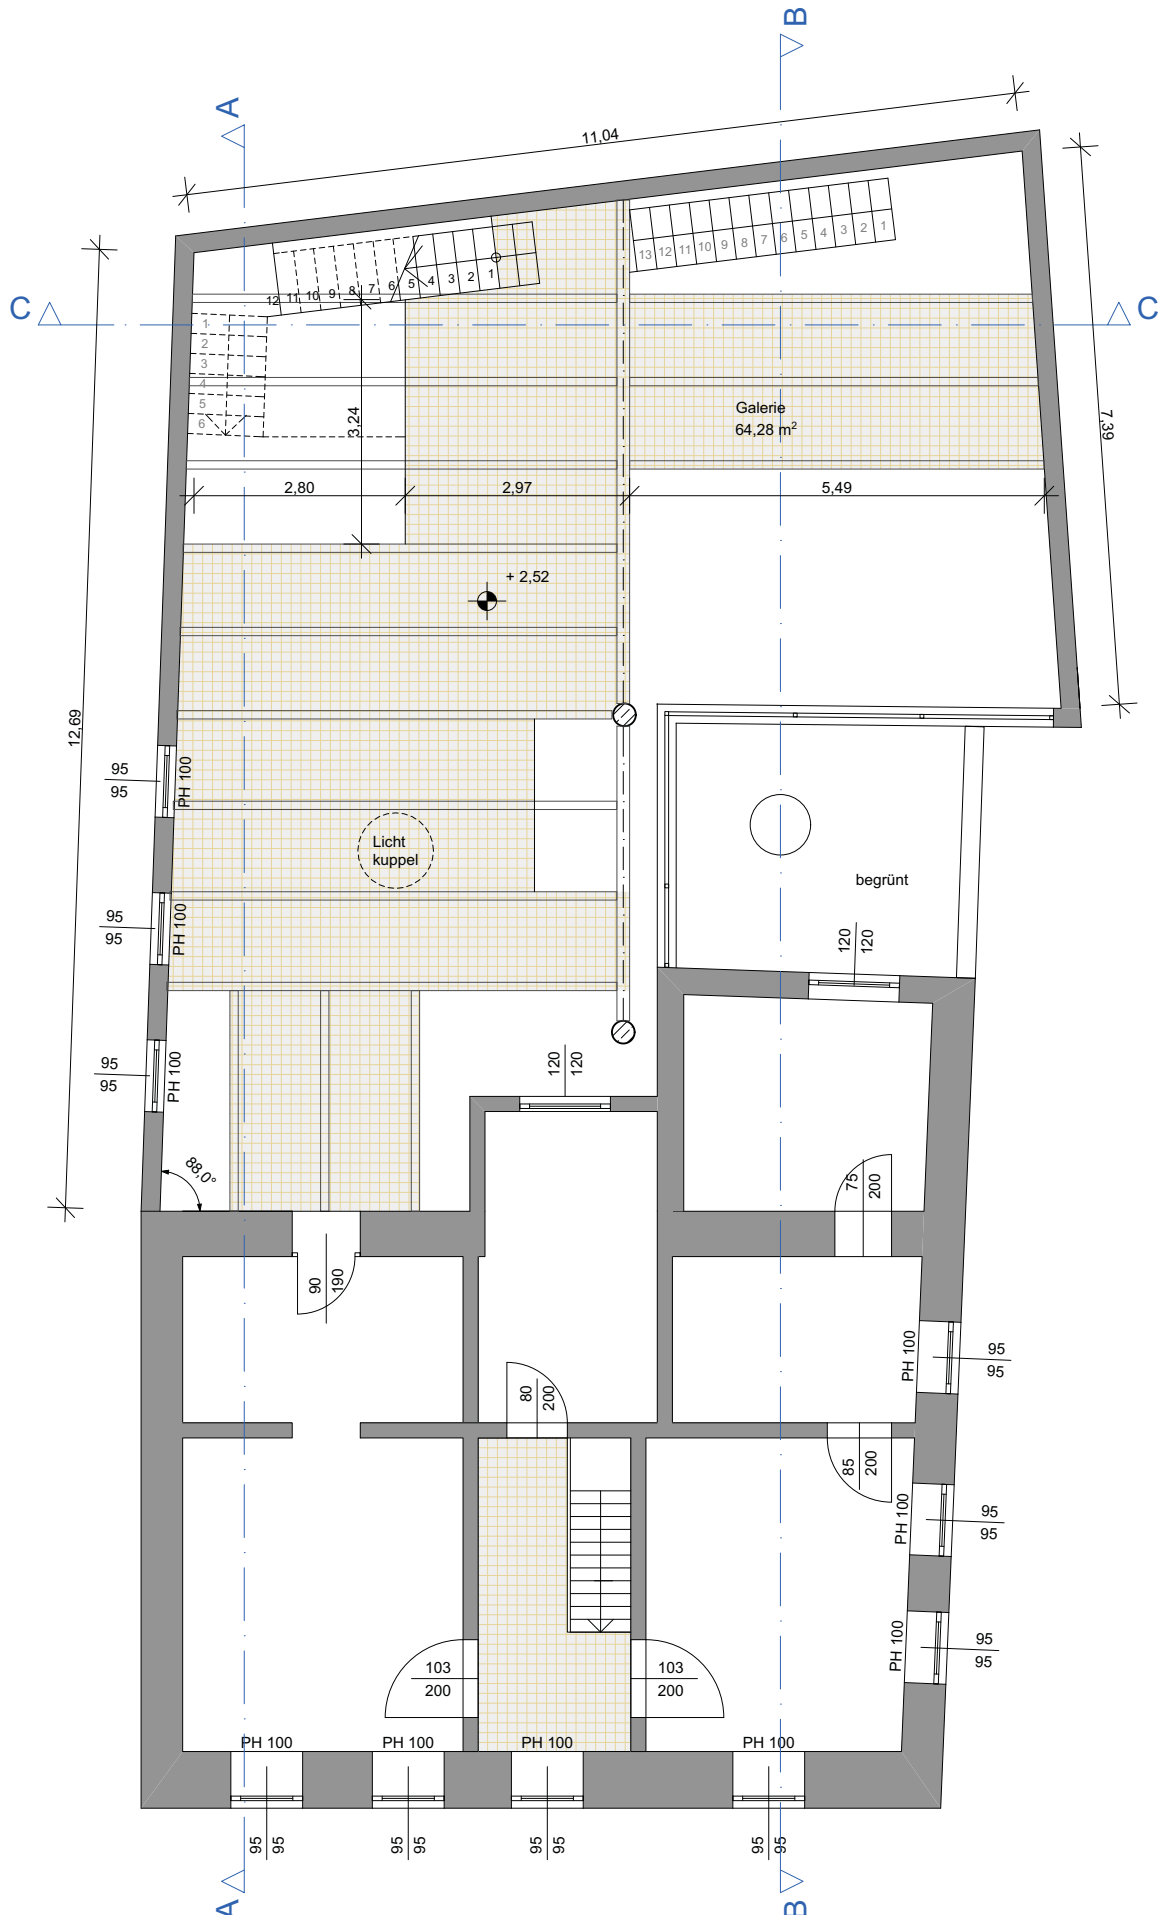 B
A
11,04
13 12 11 10 9 8 7 6 5 4 3 2 1
12 11 10 9 8 7 6 5 4 3 2 1
C
C
1
2
3
4
5
6
3,24
Galerie
64,28 m²
7,39
2,80
2,97
5,49
+ 2,52
12,69
95
95
PH 100
Licht
kuppel
begrünt
95
95
PH 100
120
120
95
95
PH 100
120
120
88,0°
75
200
90
190
PH 100
95
95
80
200
85
200
PH 100
95
95
PH 100
95
95
103
200
103
200
PH 100
PH 100
PH 100
PH 100
95
95
95
95
95
95
95
95
A
B